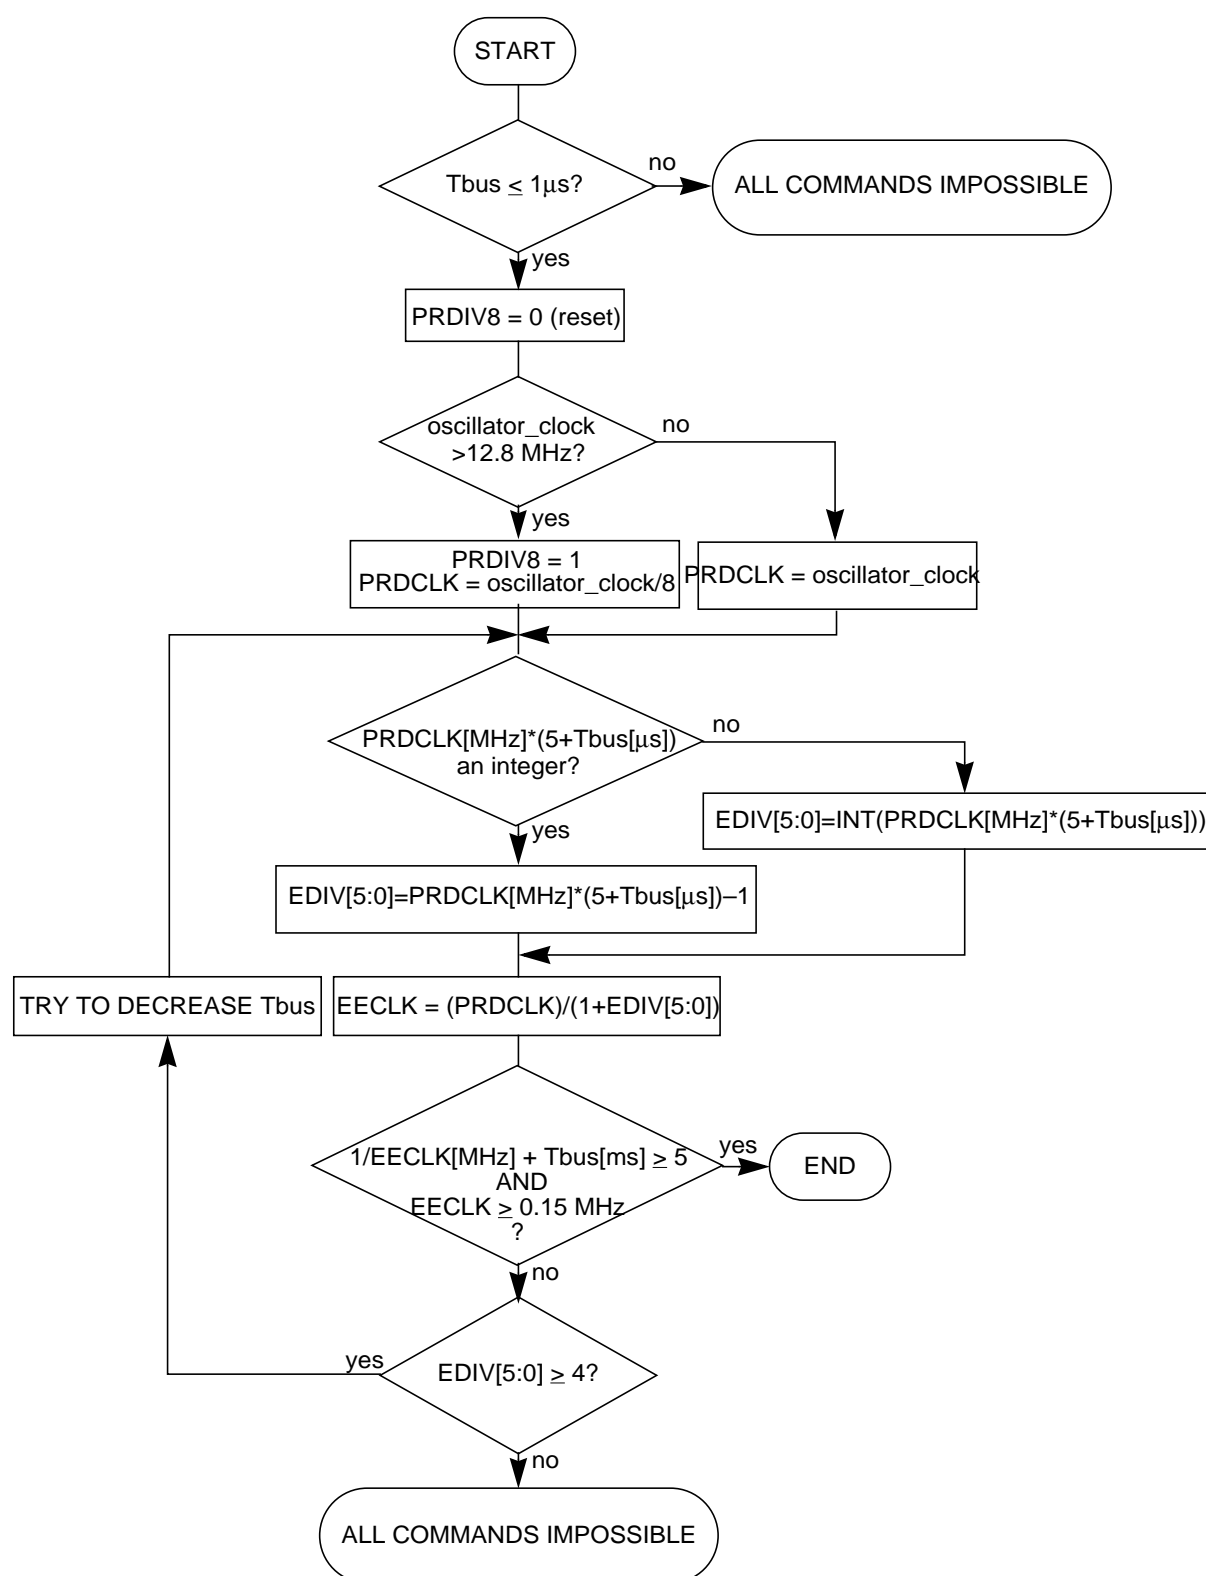 START
Tbus ≤ 1μs?
no
ALL COMMANDS IMPOSSIBLE
yes
PRDIV8 = 0 (reset)
oscillator_clock
>12.8 MHz?
no
yes
PRDIV8 = 1
PRDCLK = oscillator_clock/8
PRDCLK = oscillator_clock
PRDCLK[MHz]*(5+Tbus[μs])
an integer?
no
yes
EDIV[5:0]=INT(PRDCLK[MHz]*(5+Tbus[μs]))
EDIV[5:0]=PRDCLK[MHz]*(5+Tbus[μs])–1
TRY TO DECREASE Tbus
EECLK = (PRDCLK)/(1+EDIV[5:0])
1/EECLK[MHz] + Tbus[ms] ≥ 5
AND
EECLK ≥ 0.15 MHz
?
yes
END
no
EDIV[5:0] ≥ 4?
yes
no
ALL COMMANDS IMPOSSIBLE